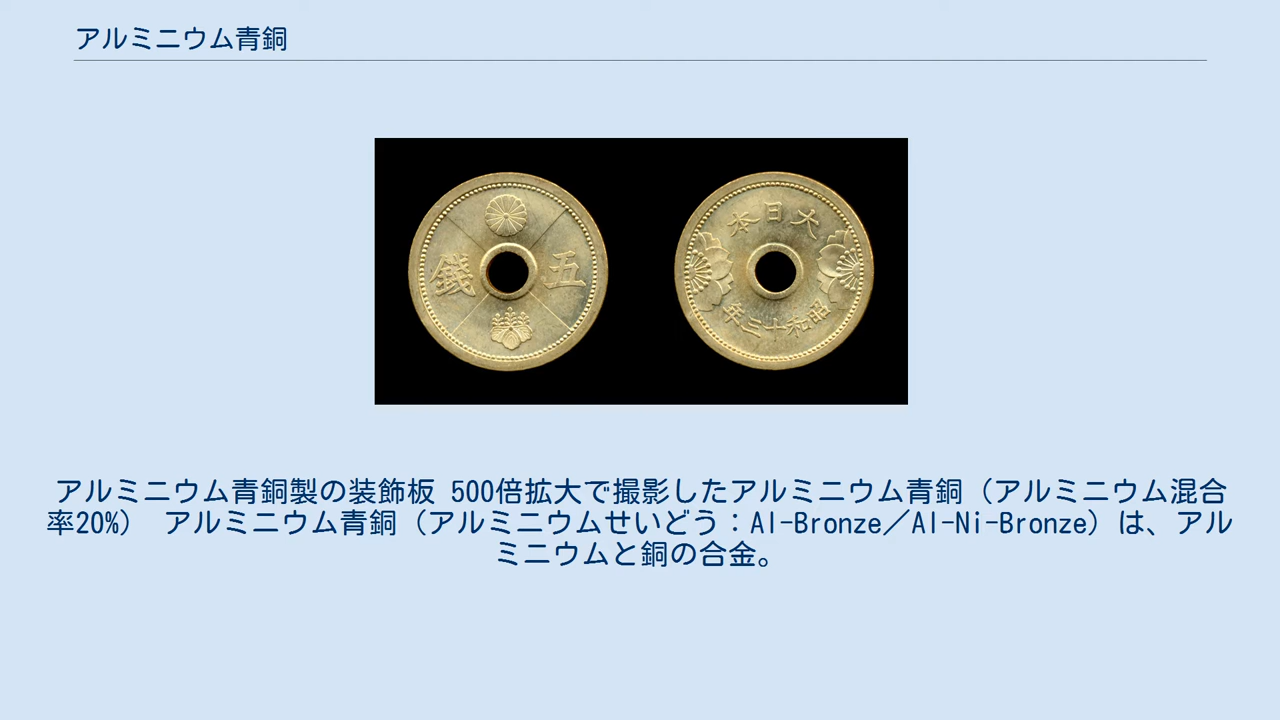 アルミニウム青銅
五
錢
大日本
昭和十三年
アルミニウム青銅製の装飾板 500倍拡大で撮影したアルミニウム青銅（アルミニウム混合
率20%） アルミニウム青銅（アルミニウムせいどう：Al-Bronze／Al-Ni-Bronze）は、アル
ミニウムと銅の合金。